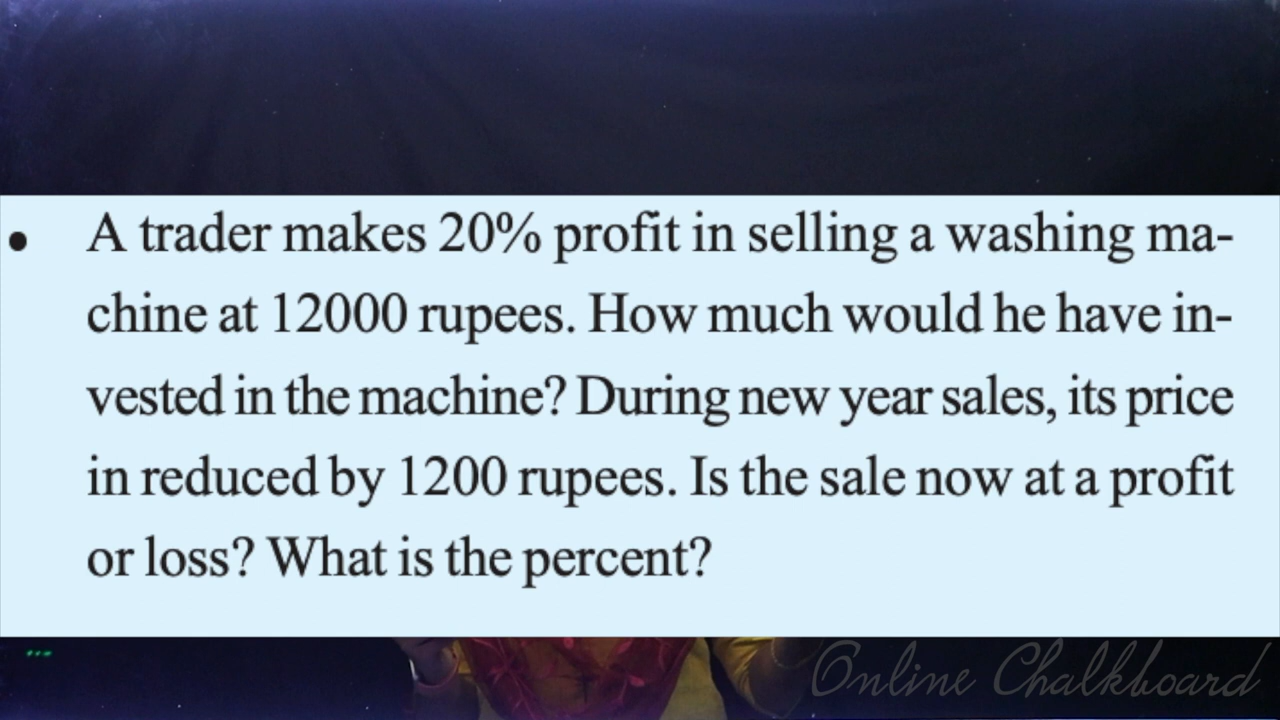 • A trader makes 20% profit in selling a washing ma-
chine at 12000 rupees. How much would he have in-
vested in the machine? During new year sales, its price
in reduced by 1200 rupees. Is the sale now at a profit
or loss? What is the percent?
Online Chalkboard